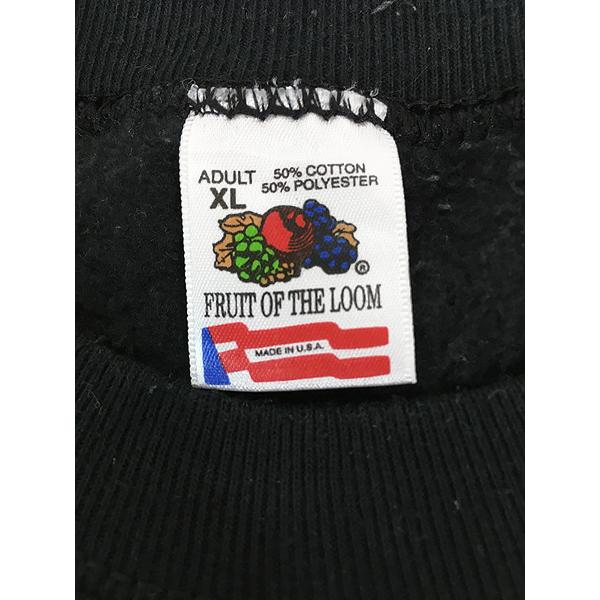 ADULT 50% COTTON
XL 50% POLYESTER
®
FRUIT OF THE LOOM
MADE IN U.S.A.